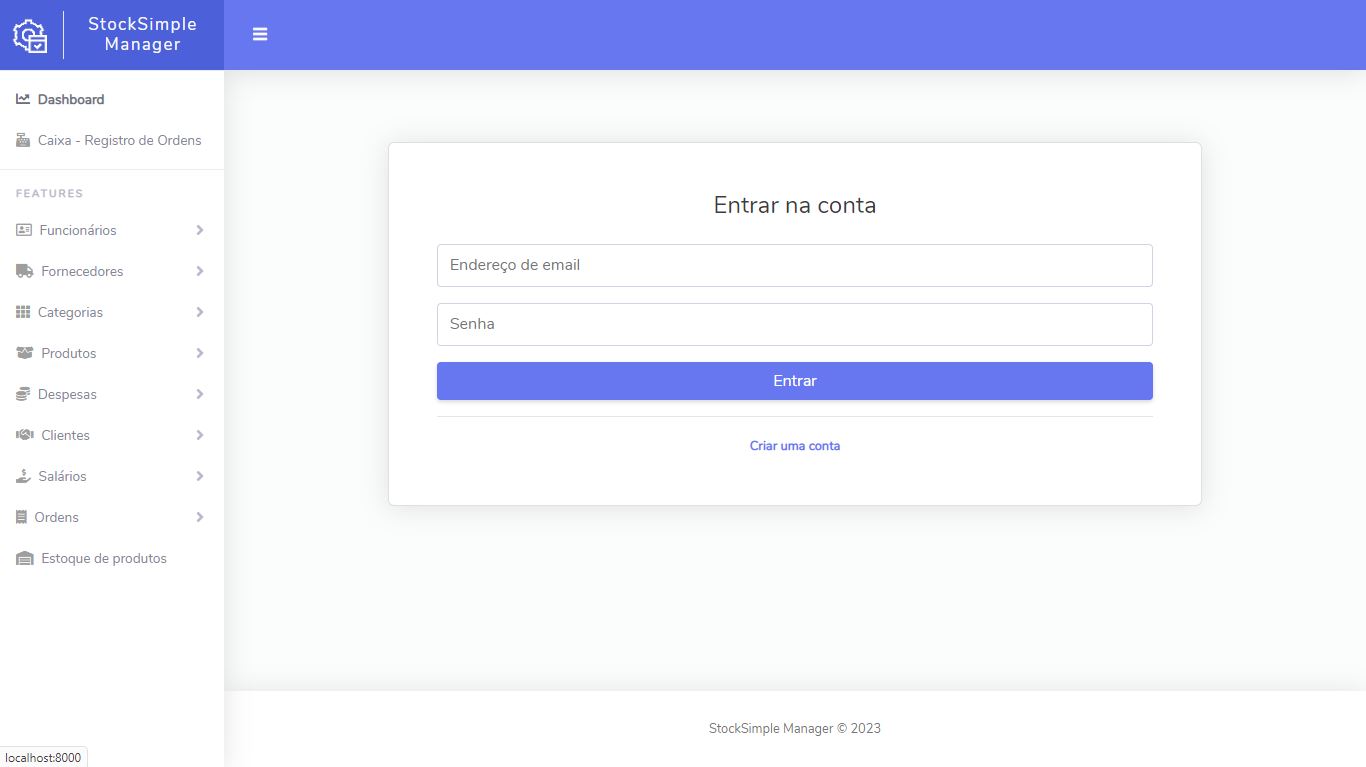 StockSimple
Manager
Dashboard
Caixa - Registro de Ordens
FEATURES
Funcionários
Fornecedores
Categorias
Produtos
Despesas
Clientes
Salários
Ordens
Estoque de produtos
Entrar na conta
Endereço de email
Senha
Entrar
Criar uma conta
StockSimple Manager © 2023
localhost:8000